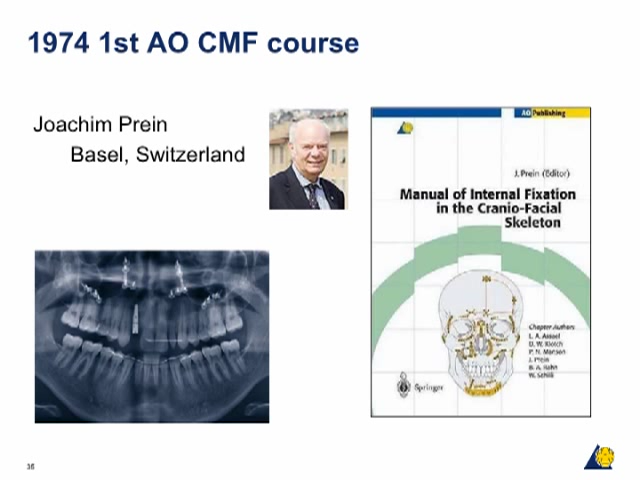 1974 1st AO CMF course
Joachim Prein
Basel, Switzerland
AO Publishing
J. Prein (Editor)
Manual of Internal Fixation
in the Cranio-Facial
Skeleton
Chapter Authors
L. A. Assael
D. W. Klotch
P. N. Manson
J. Prein
B. A. Rahn
W. Schilli
Springer
36